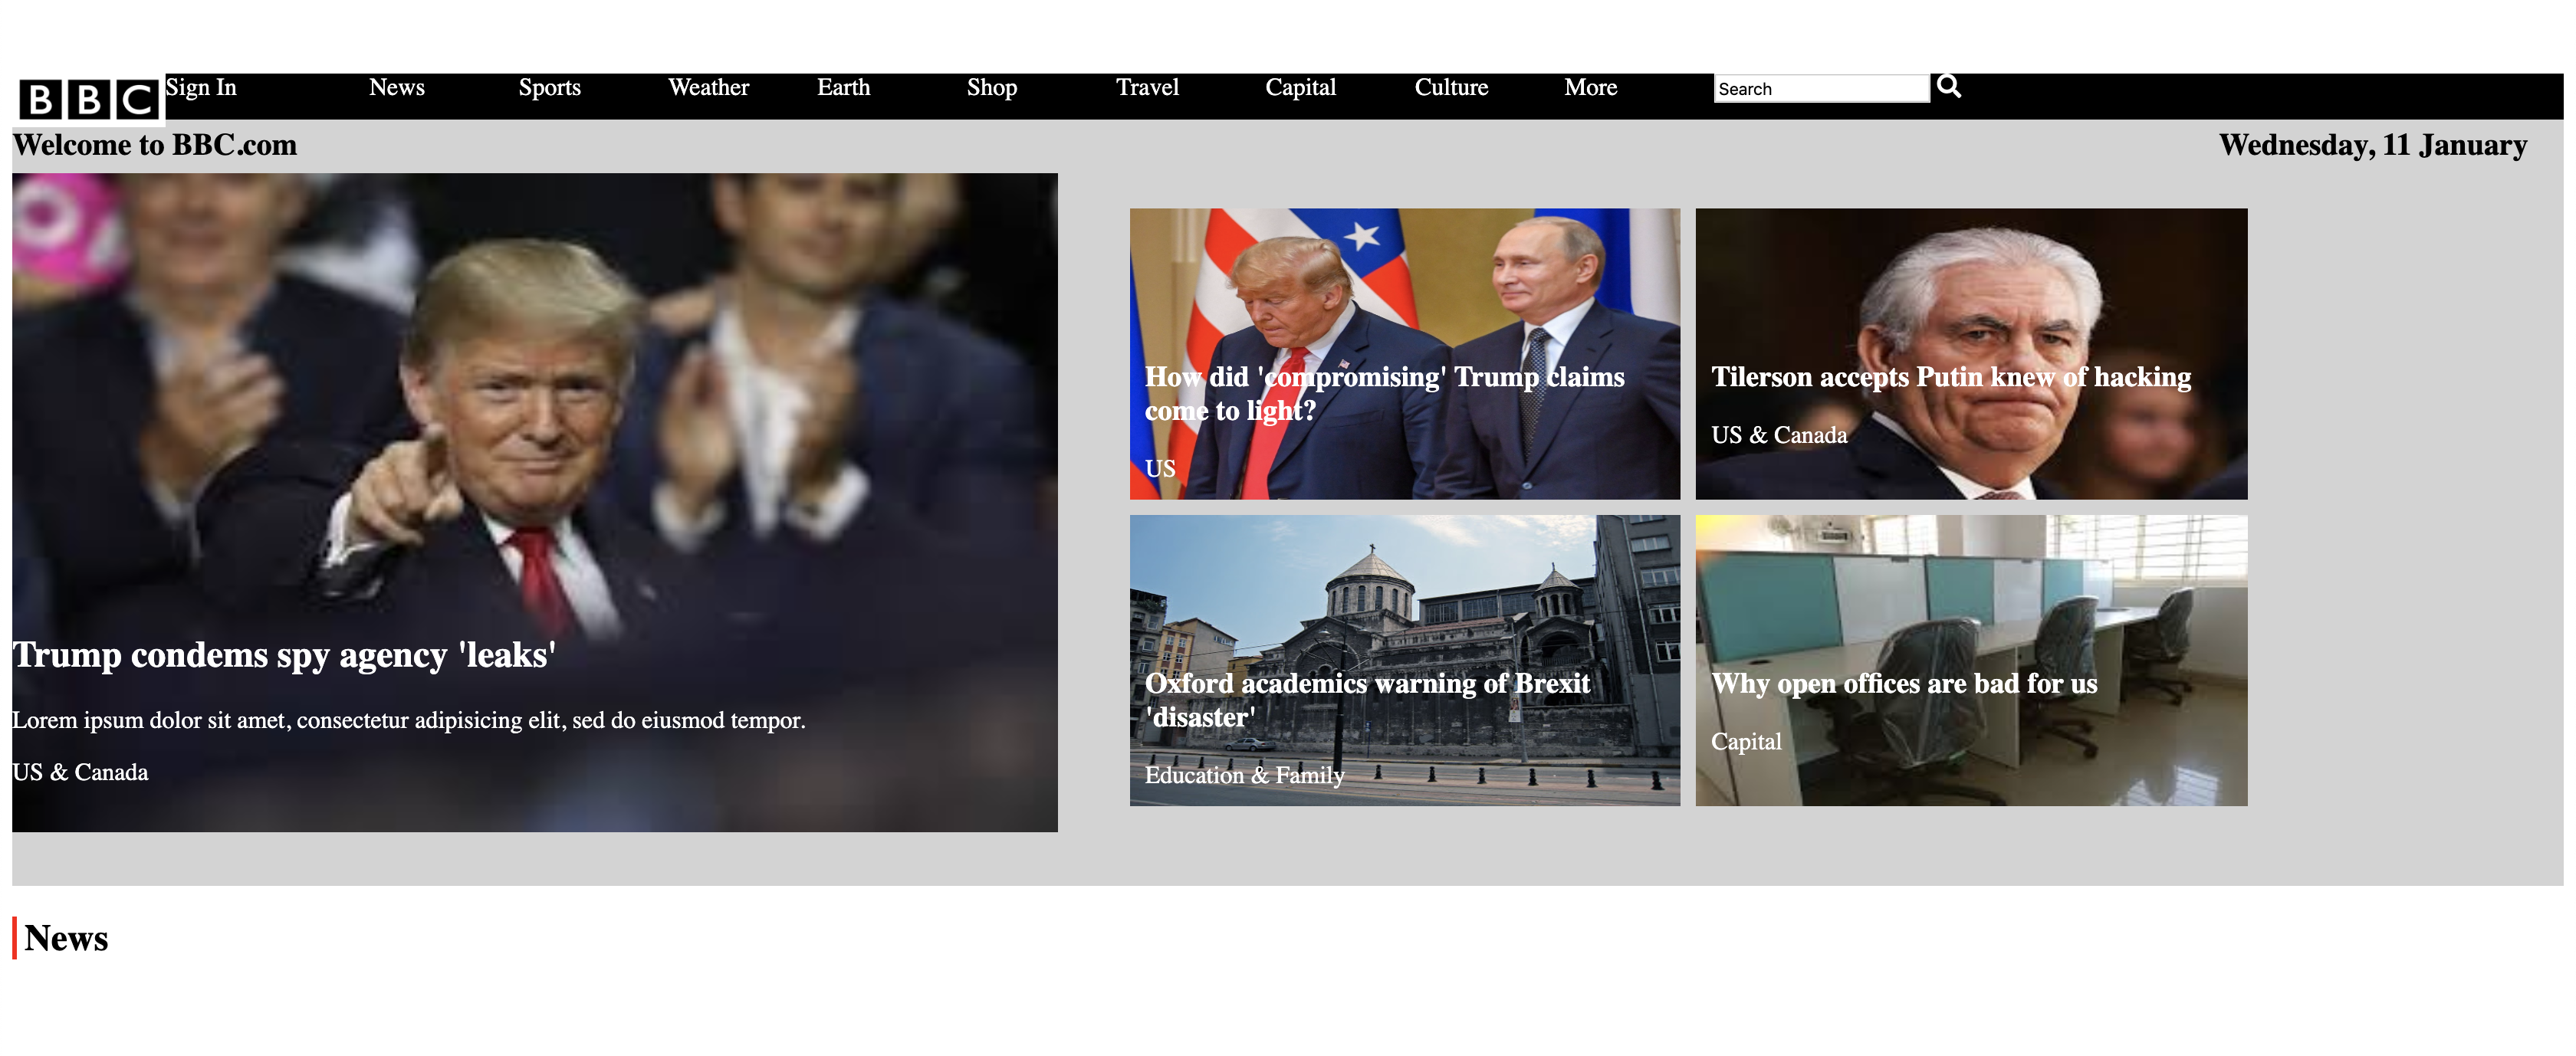 BBC Sign In News Sports Weather Earth Shop Travel Capital Culture More Search
Welcome to BBC.com Wednesday, 11 January
Trump condems spy agency 'leaks'
Lorem ipsum dolor sit amet, consectetur adipisicing elit, sed do eiusmod tempor.
US & Canada
How did 'compromising' Trump claims
come to light?
US
Tilerson accepts Putin knew of hacking
US & Canada
Oxford academics warning of Brexit
'disaster'
Education & Family
Why open offices are bad for us
Capital
News